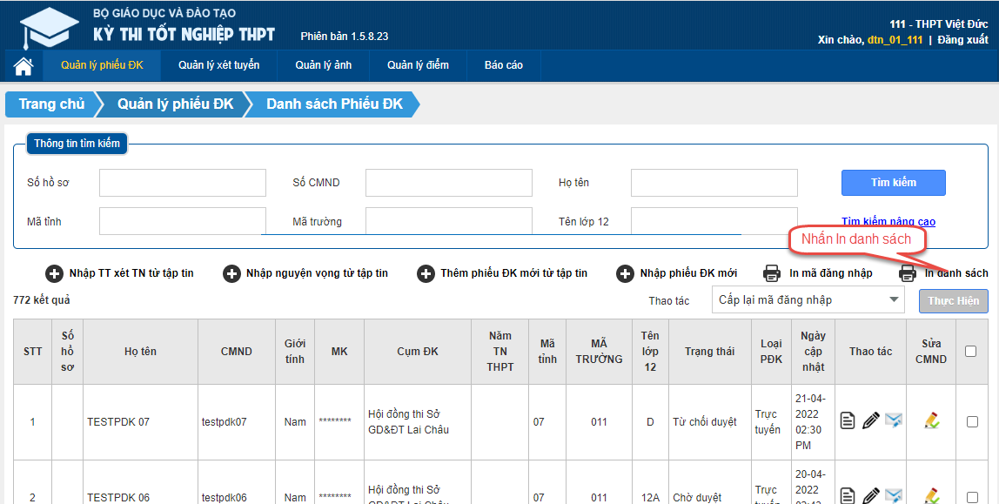 BỘ GIÁO DỤC VÀ ĐÀO TẠO
KỲ THI TỐT NGHIỆP THPT
Phiên bản 1.5.8.23
111 - THPT Việt Đức
Xin chào, dtn_01_111 | Đăng xuất
Quản lý phiếu ĐK Quản lý xét tuyển Quản lý ảnh Quản lý điểm Báo cáo
Trang chủ Quản lý phiếu ĐK Danh sách Phiếu ĐK
Thông tin tìm kiếm
Số hồ sơ Số CMND Họ tên Tìm kiếm
Mã tỉnh Mã trường Tên lớp 12 Tìm kiếm nâng cao
Nhấn In danh sách
Nhập TT xét TN từ tập tin Nhập nguyện vọng từ tập tin Thêm phiếu ĐK mới từ tập tin Nhập phiếu ĐK mới In mã đăng nhập In danh sách
772 kết quả Thao tác Cấp lại mã đăng nhập Thực Hiện
STT Số hồ sơ Họ tên CMND Giới tính MK Cụm ĐK Năm TN THPT Mã tỉnh MÃ TRƯỜNG Tên lớp 12 Trạng thái Loại PĐK Ngày cập nhật Thao tác Sửa CMND
1 TESTPDK 07 testpdk07 Nam ******** Hội đồng thi Sở GD&ĐT Lai Châu 07 011 D Từ chối duyệt Trực tuyến 21-04-2022 02:30 PM
2 TESTPDK 06 testpdk06 Nam ******** Hội đồng thi Sở GD&ĐT Lai Châu 07 011 12A Chờ duyệt Trực tuyến 20-04-2022